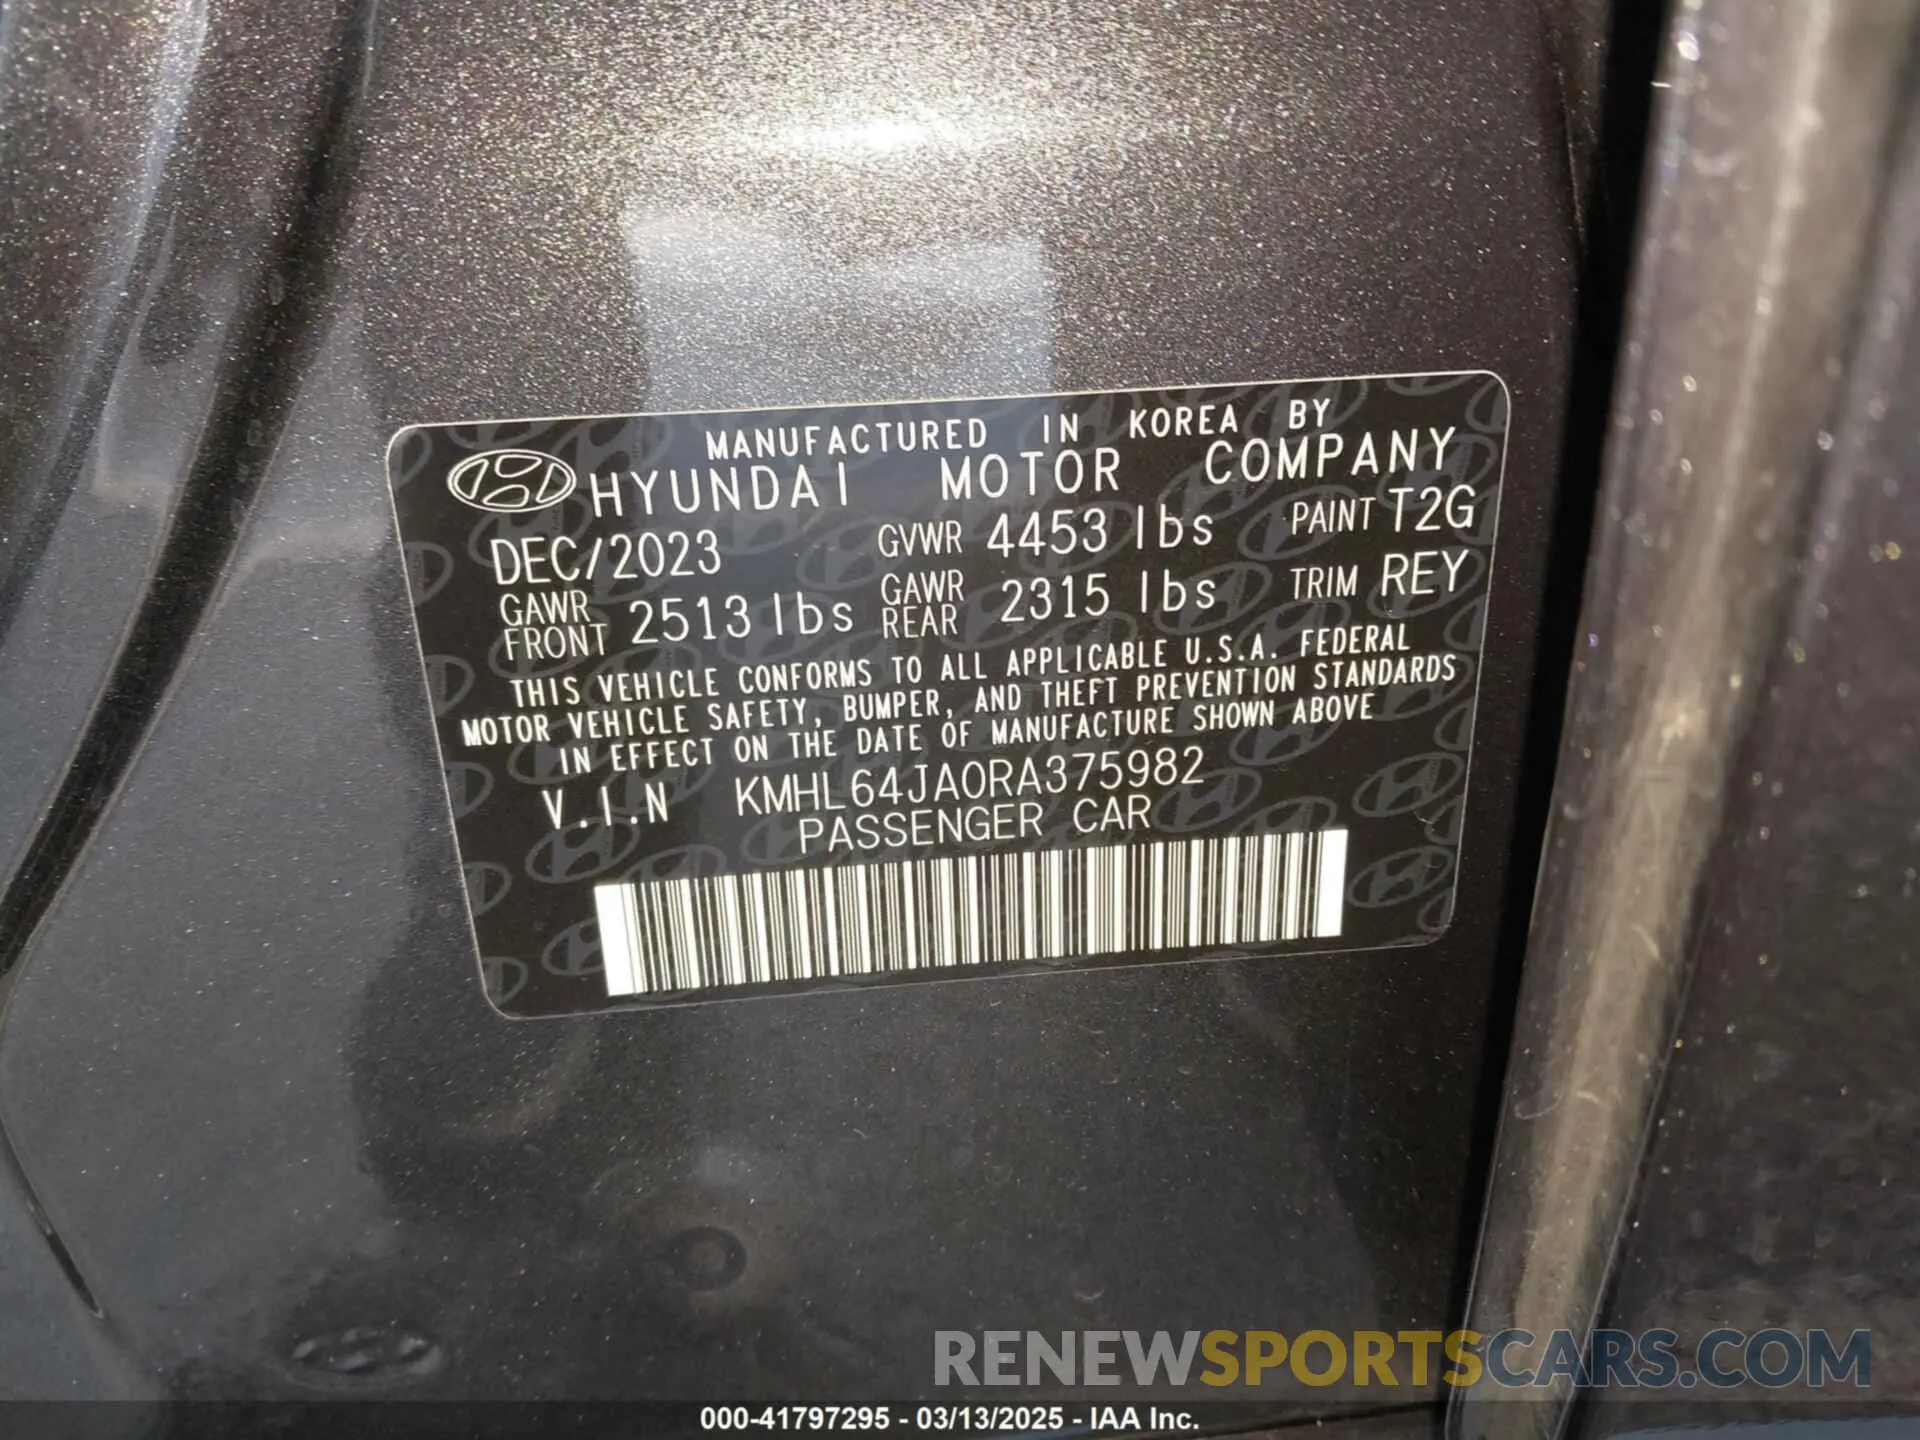 MANUFACTURED IN KOREA BY
HYUNDAI MOTOR COMPANY
DEC/2023 GVWR 4453 lbs PAINT T2G
GAWR FRONT 2513 lbs GAWR REAR 2315 lbs TRIM REY
THIS VEHICLE CONFORMS TO ALL APPLICABLE U.S.A. FEDERAL
MOTOR VEHICLE SAFETY, BUMPER, AND THEFT PREVENTION STANDARDS
IN EFFECT ON THE DATE OF MANUFACTURE SHOWN ABOVE
V.I.N KMHL64JA0RA375982
PASSENGER CAR
RENEWSPORTSCARS.COM
000-41797295 - 03/13/2025 - IAA Inc.